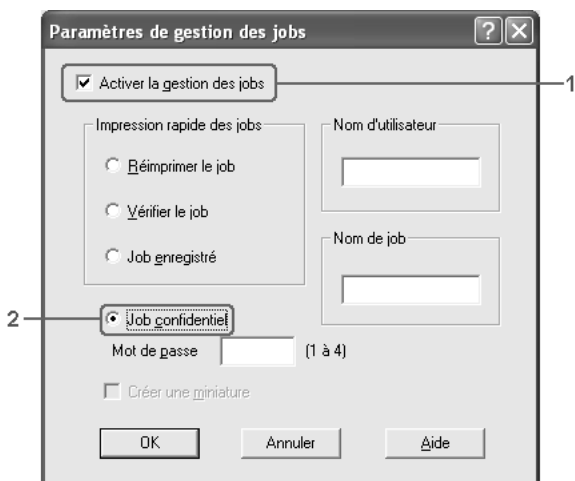 Paramètres de gestion des jobs
Activer la gestion des jobs
1
Impression rapide des jobs
Réimprimer le job
Vérifier le job
Job enregistré
Nom d'utilisateur
Nom de job
2
Job confidentiel
Mot de passe (1 à 4)
Créer une miniature
OK Annuler Aide